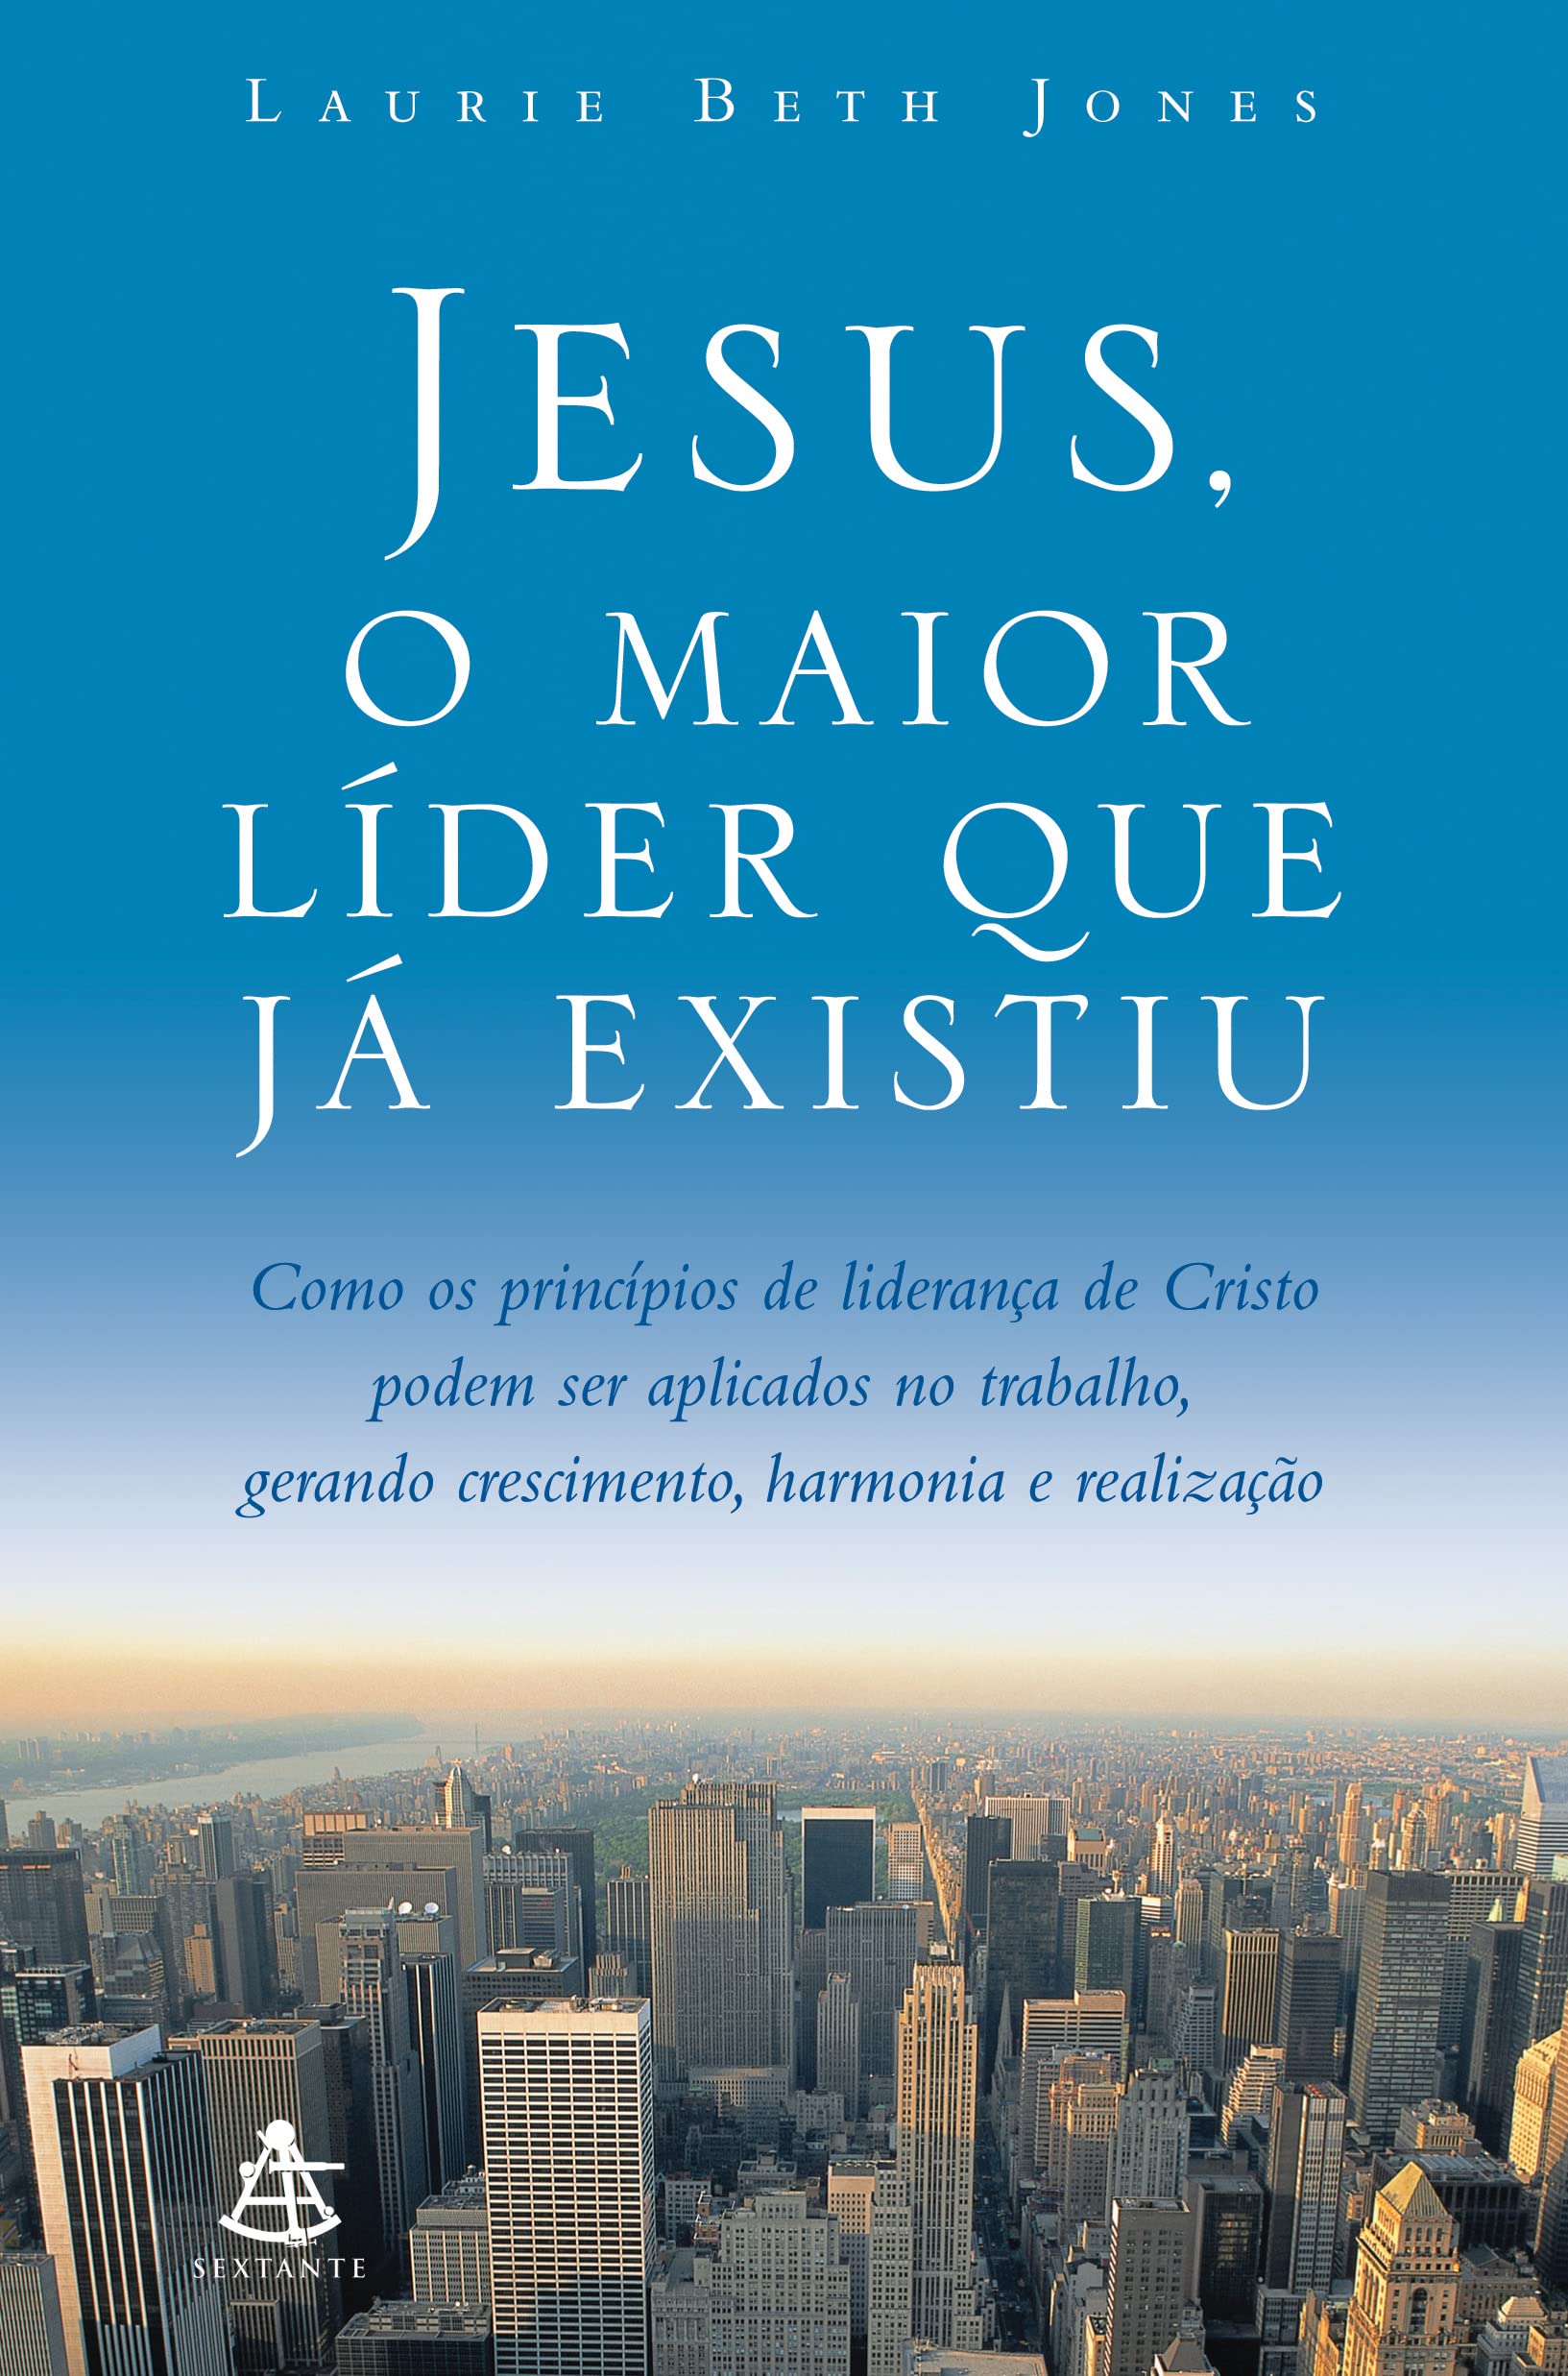 LAURIE BETH JONES
JESUS,
O MAIOR
LÍDER QUE
JÁ EXISTIU
Como os princípios de liderança de Cristo
podem ser aplicados no trabalho,
gerando crescimento, harmonia e realização
SEXTANTE